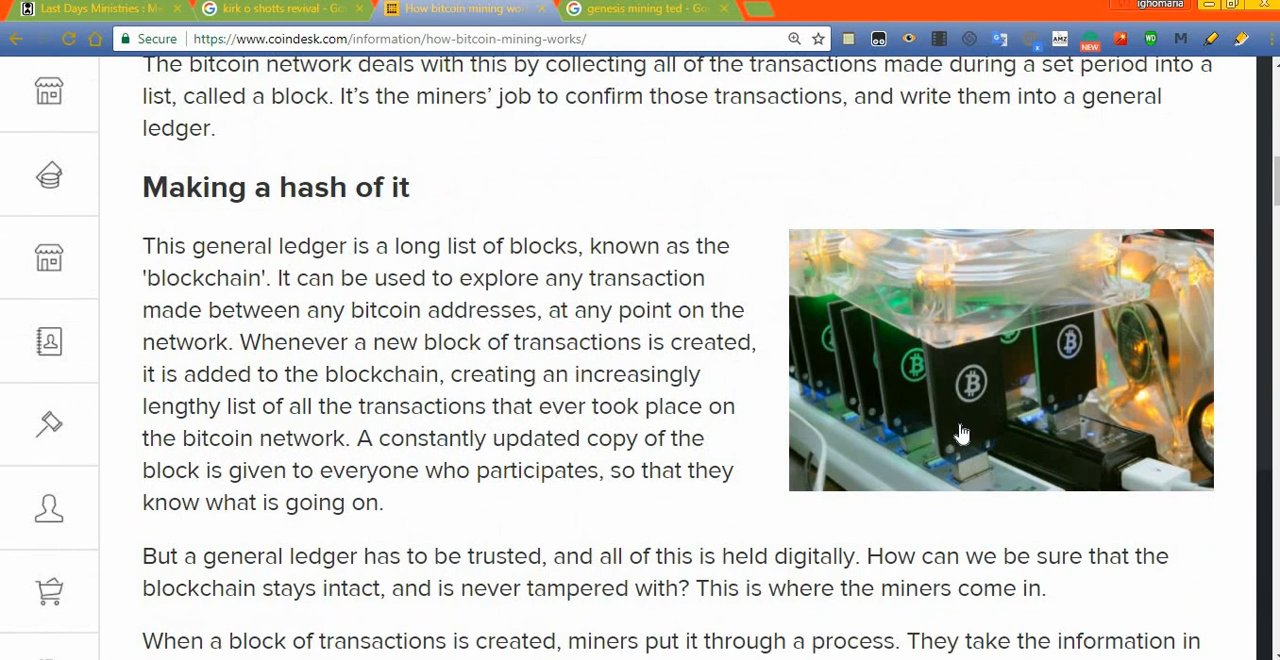 Last Days Ministries : M
kirk o shotts revival - Go
How bitcoin mining wo
genesis mining ted - Go
ighomaria
Secure
https://www.coindesk.com/information/how-bitcoin-mining-works/
AMZ
NEW
WD
M
The bitcoin network deals with this by collecting all of the transactions made during a set period into a
list, called a block. It’s the miners’ job to confirm those transactions, and write them into a general
ledger.
Making a hash of it
This general ledger is a long list of blocks, known as the
'blockchain'. It can be used to explore any transaction
made between any bitcoin addresses, at any point on the
network. Whenever a new block of transactions is created,
it is added to the blockchain, creating an increasingly
lengthy list of all the transactions that ever took place on
the bitcoin network. A constantly updated copy of the
block is given to everyone who participates, so that they
know what is going on.
But a general ledger has to be trusted, and all of this is held digitally. How can we be sure that the
blockchain stays intact, and is never tampered with? This is where the miners come in.
When a block of transactions is created, miners put it through a process. They take the information in